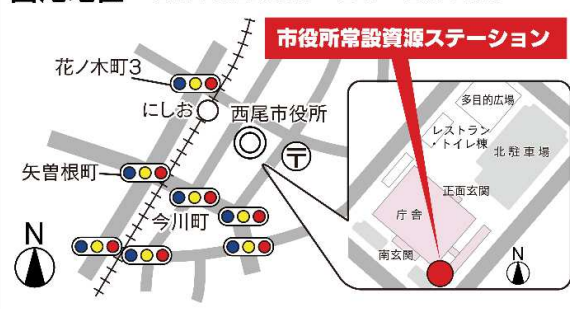 市役所常設資源ステーション
花ノ木町3
にしお
西尾市役所
矢曽根町
今川町
N
多目的広場
レストラン
・トイレ棟
北駐車場
正面玄関
庁舎
南玄関
N